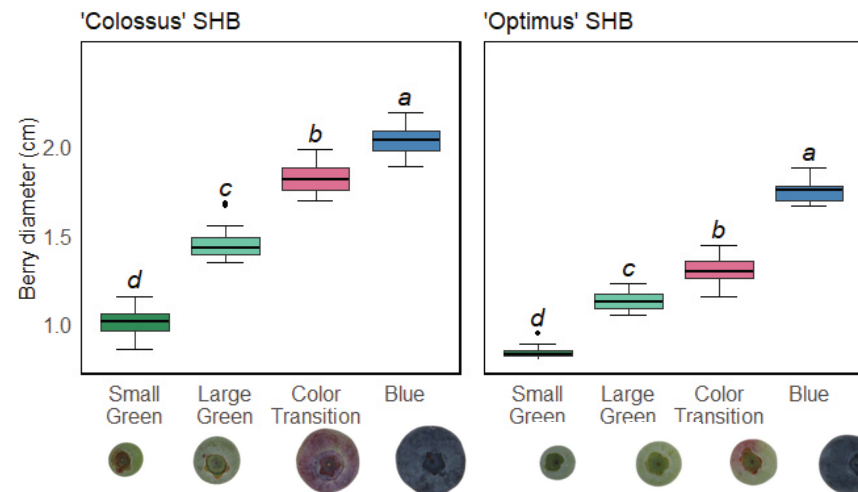 'Colossus' SHB
'Optimus' SHB
Berry diameter (cm)
2.0
1.5
1.0
d
c
b
a
d
c
b
a
Small
Green
Large
Green
Color
Transition
Blue
Small
Green
Large
Green
Color
Transition
Blue